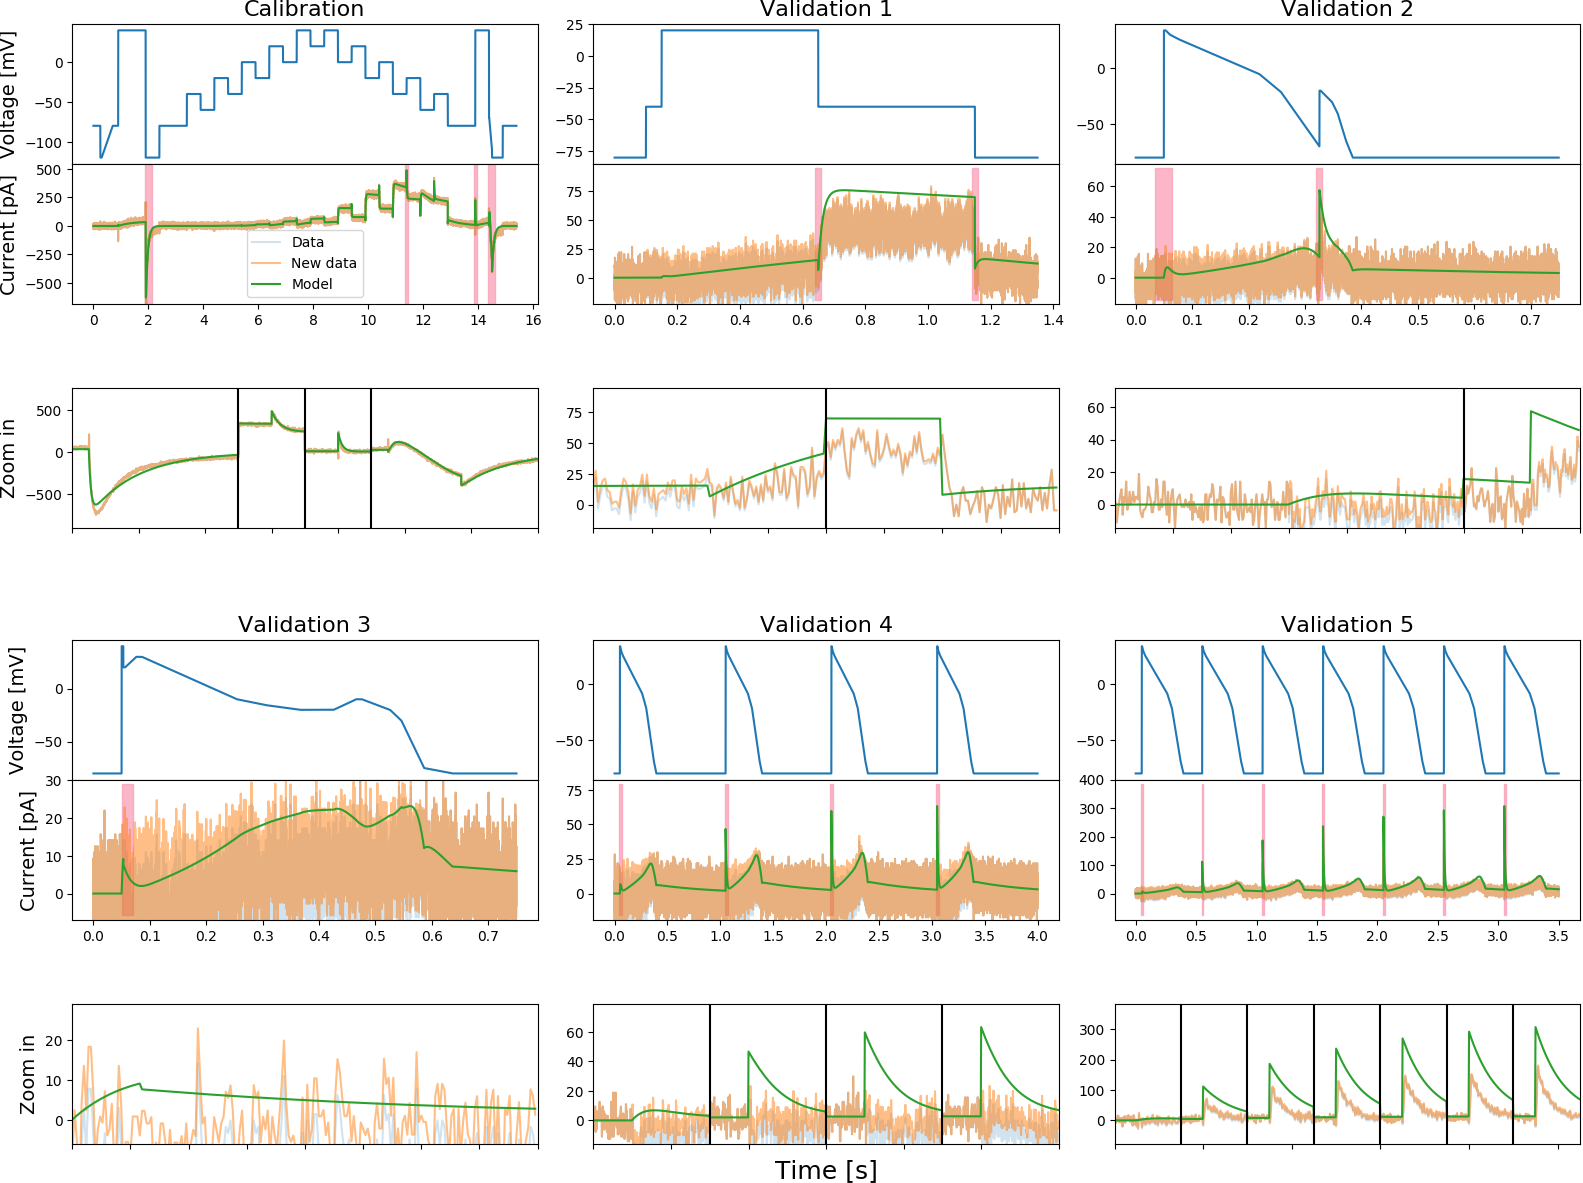 Calibration
Validation 1
Validation 2
Voltage [mV]
0
−50
−100
25
0
−25
−50
−75
0
−50
Current [pA]
500
250
0
−250
−500
Data
New data
Model
75
50
25
0
60
40
20
0
0 2 4 6 8 10 12 14 16
0.0 0.2 0.4 0.6 0.8 1.0 1.2 1.4
0.0 0.1 0.2 0.3 0.4 0.5 0.6 0.7
Zoom in
500
0
−500
75
50
25
0
60
40
20
0
Validation 3
Validation 4
Validation 5
Voltage [mV]
0
−50
0
−50
0
−50
Current [pA]
30
20
10
0
75
50
25
0
400
300
200
100
0
0.0 0.1 0.2 0.3 0.4 0.5 0.6 0.7
0.0 0.5 1.0 1.5 2.0 2.5 3.0 3.5 4.0
0.0 0.5 1.0 1.5 2.0 2.5 3.0 3.5
Zoom in
20
10
0
60
40
20
0
300
200
100
0
Time [s]